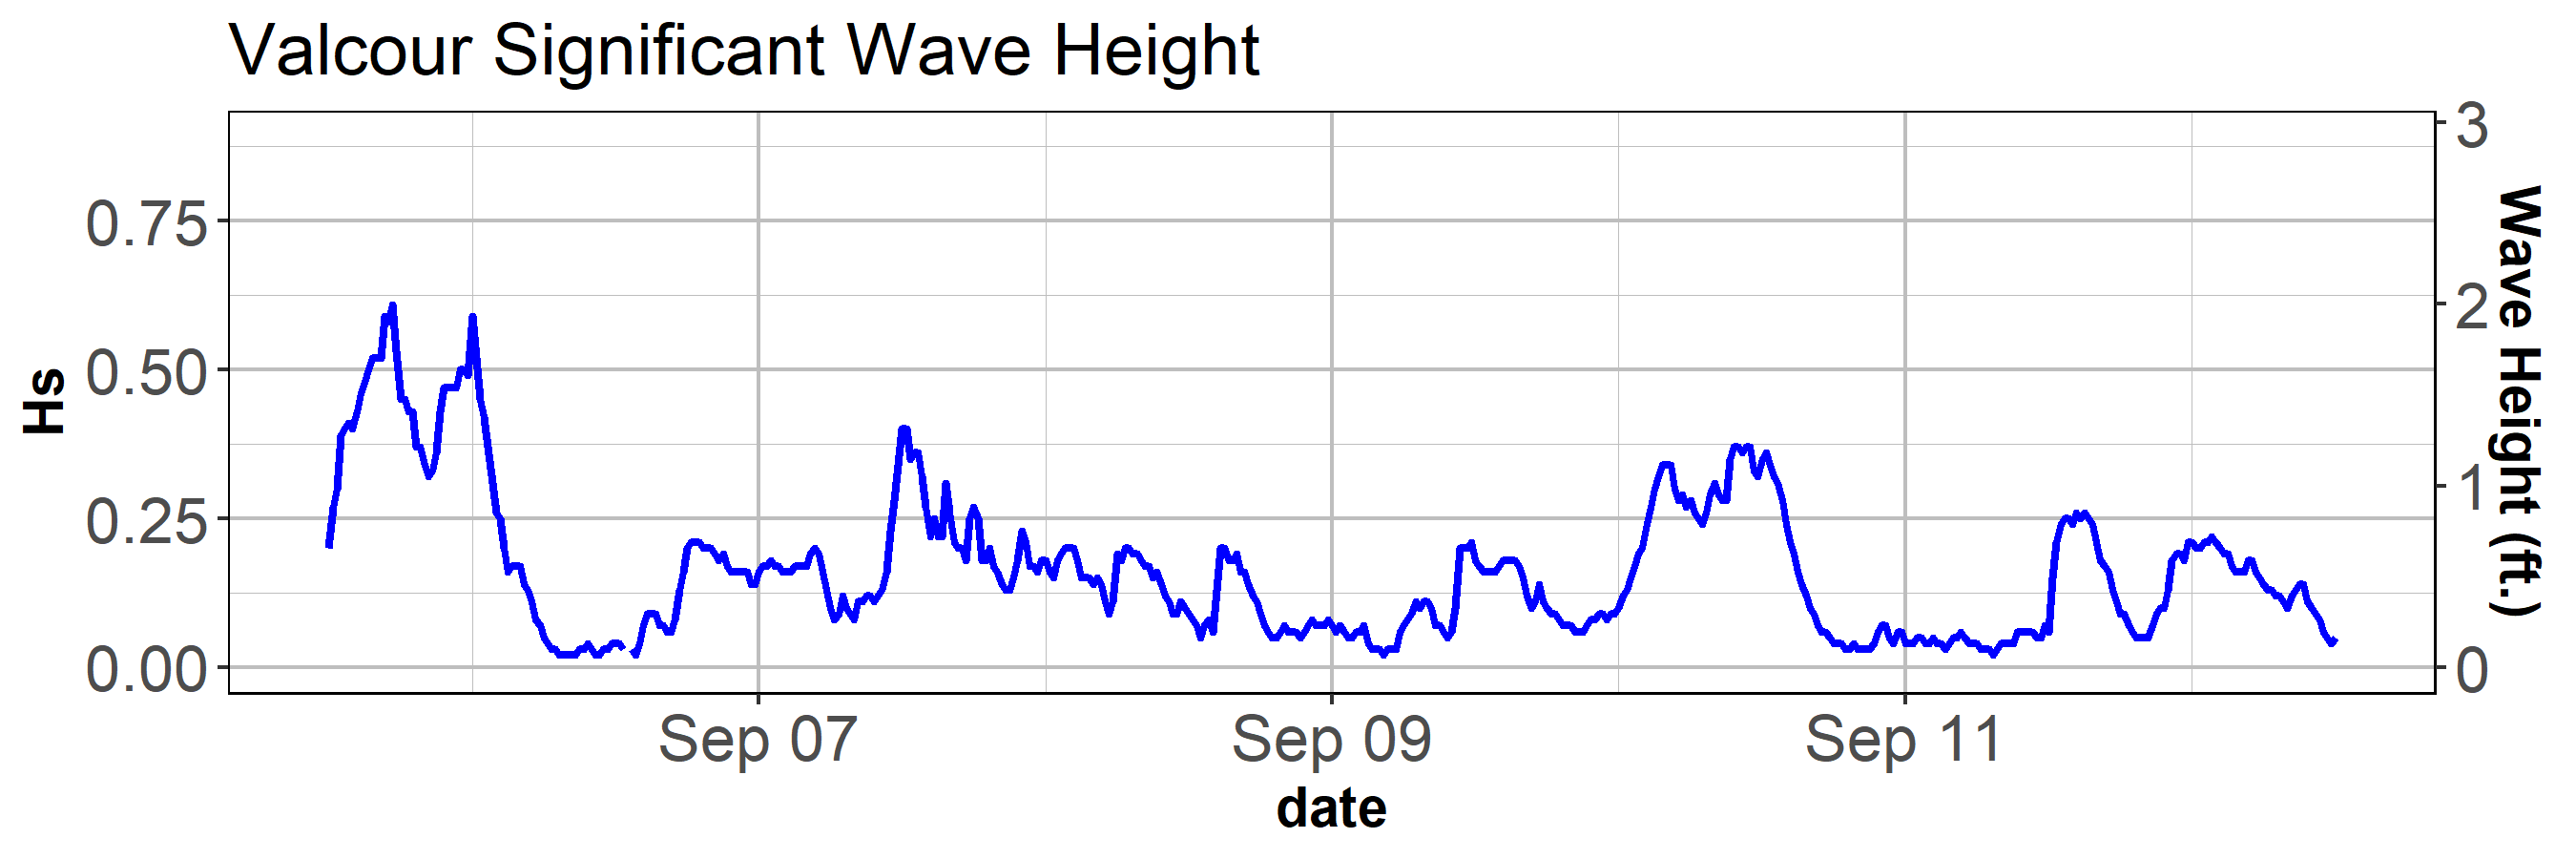 Valcour Significant Wave Height
Hs
0.75
0.50
0.25
0.00
3
2
1
0
Wave Height (ft.)
Sep 07 Sep 09 Sep 11
date